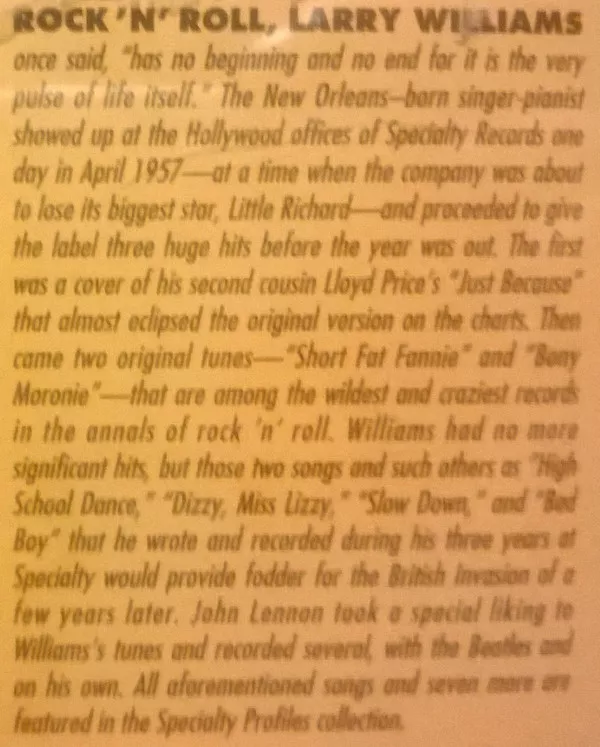 ROCK 'N' ROLL, LARRY WILLIAMS
once said, "has no beginning and no end for it is the very
pulse of life itself." The New Orleans–born singer-pianist
showed up at the Hollywood offices of Specialty Records one
day in April 1957—at a time when the company was about
to lose its biggest star, Little Richard—and proceeded to give
the label three huge hits before the year was out. The first
was a cover of his second cousin Lloyd Price's "Just Because"
that almost eclipsed the original version on the charts. Then
came two original tunes—"Short Fat Fannie" and "Bony
Moronie"—that are among the wildest and craziest records
in the annals of rock 'n' roll. Williams had no more
significant hits, but those two songs and such others as "High
School Dance," "Dizzy, Miss Lizzy," "Slow Down," and "Bad
Boy" that he wrote and recorded during his three years at
Specialty would provide fodder for the British Invasion of a
few years later. John Lennon took a special liking to
Williams's tunes and recorded several, with the Beatles and
on his own. All aforementioned songs and seven more are
featured in the Specialty Profiles collection.